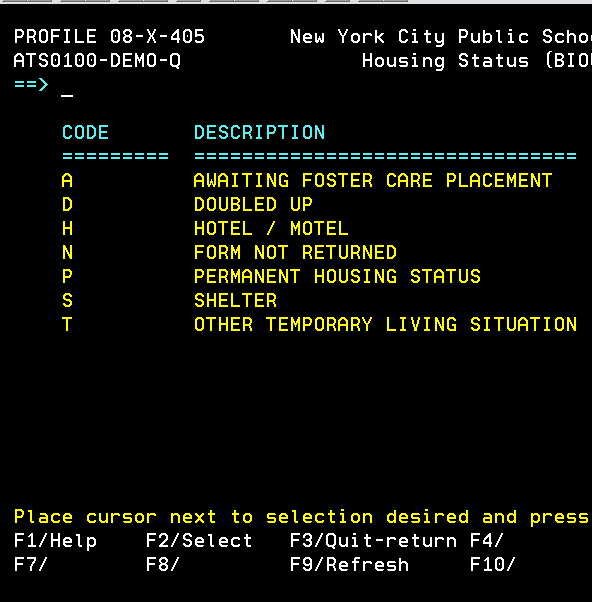 PROFILE 08-X-405 New York City Public Schoo
ATS0100-DEMO-Q Housing Status (BIO
==> _
CODE DESCRIPTION
========= ================================
A AWAITING FOSTER CARE PLACEMENT
D DOUBLED UP
H HOTEL / MOTEL
N FORM NOT RETURNED
P PERMANENT HOUSING STATUS
S SHELTER
T OTHER TEMPORARY LIVING SITUATION
Place cursor next to selection desired and press
F1/Help F2/Select F3/Quit-return F4/
F7/ F8/ F9/Refresh F10/